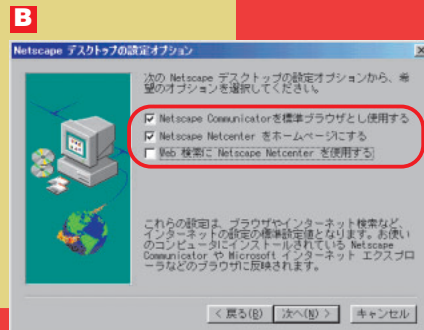 B
Netscape デスクトップの設定オプション
次の Netscape デスクトップの設定オプションから、希
望のオプションを選択してください。
Netscape Communicatorを標準ブラウザとし使用する
Netscape Netcenter をホームページにする
Web 検索に Netscape Netcenter を使用する
これらの設定は、ブラウザやインターネット検索など、
インターネットの設定の標準設定値となります。お使い
のコンピュータにインストールされている Netscape
Communicator や Microsoft インターネット エクスプロ
ーラなどのブラウザに反映されます。
< 戻る(B) 次へ(N) > キャンセル